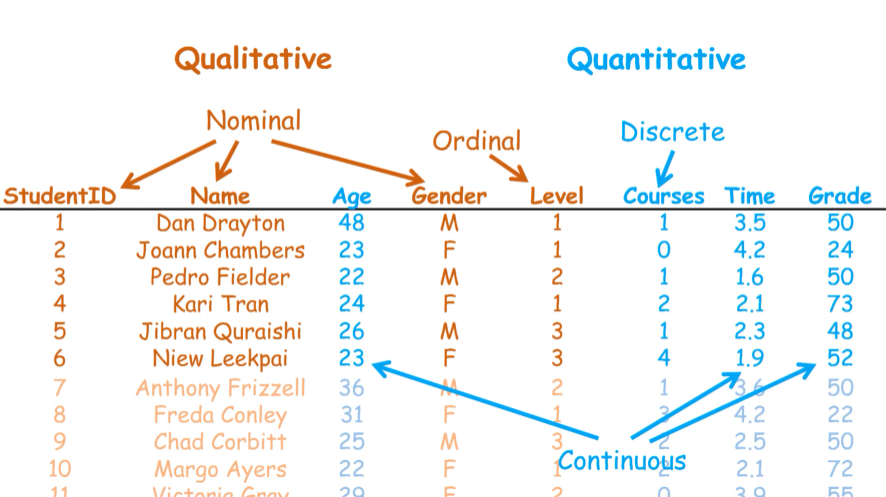 Qualitative Quantitative
Nominal
Ordinal Discrete
StudentID Name Age Gender Level Courses Time Grade
1 Dan Drayton 48 M 1 1 3.5 50
2 Joann Chambers 23 F 1 0 4.2 24
3 Pedro Fielder 22 M 2 1 1.6 50
4 Kari Tran 24 F 1 2 2.1 73
5 Jibran Quraishi 26 M 3 1 2.3 48
6 Niew Leekpai 23 F 3 4 1.9 52
7 Anthony Frizzell 36 M 2 1 3.6 50
8 Freda Conley 31 F 1 3 4.2 22
9 Chad Corbitt 25 M 3 2 2.5 50
Continuous
10 Margo Ayers 22 F 1 2 2.1 72
11 Victoria Gray 29 F 2 0 3.9 55